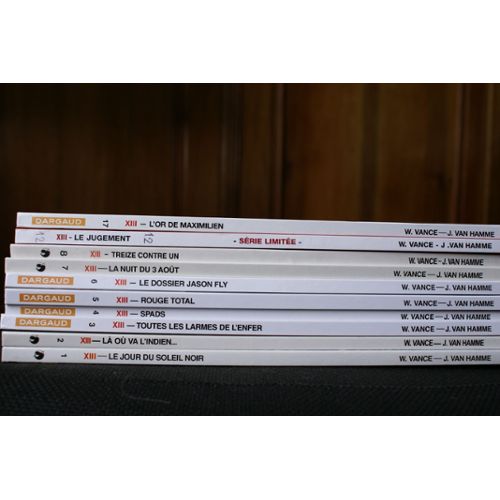 DARGAUD 17 XIII — L'OR DE MAXIMILIEN W. VANCE — J. VAN HAMME
12 XIII - LE JUGEMENT 12 - SÉRIE LIMITÉE - W. VANCE - J .VAN HAMME
8 XIII - TREIZE CONTRE UN W. VANCE - J. VAN HAMME
7 XIII — LA NUIT DU 3 AOÛT W. VANCE — J. VAN HAMME
DARGAUD 6 XIII — LE DOSSIER JASON FLY W. VANCE — J. VAN HAMME
DARGAUD 5 XIII — ROUGE TOTAL W. VANCE — J. VAN HAMME
DARGAUD 4 XIII — SPADS W. VANCE — J. VAN HAMME
DARGAUD 3 XIII — TOUTES LES LARMES DE L'ENFER W. VANCE — J. VAN HAMME
2 XIII — LÀ OÙ VA L'INDIEN... W. VANCE — J. VAN HAMME
1 XIII — LE JOUR DU SOLEIL NOIR W. VANCE — J. VAN HAMME